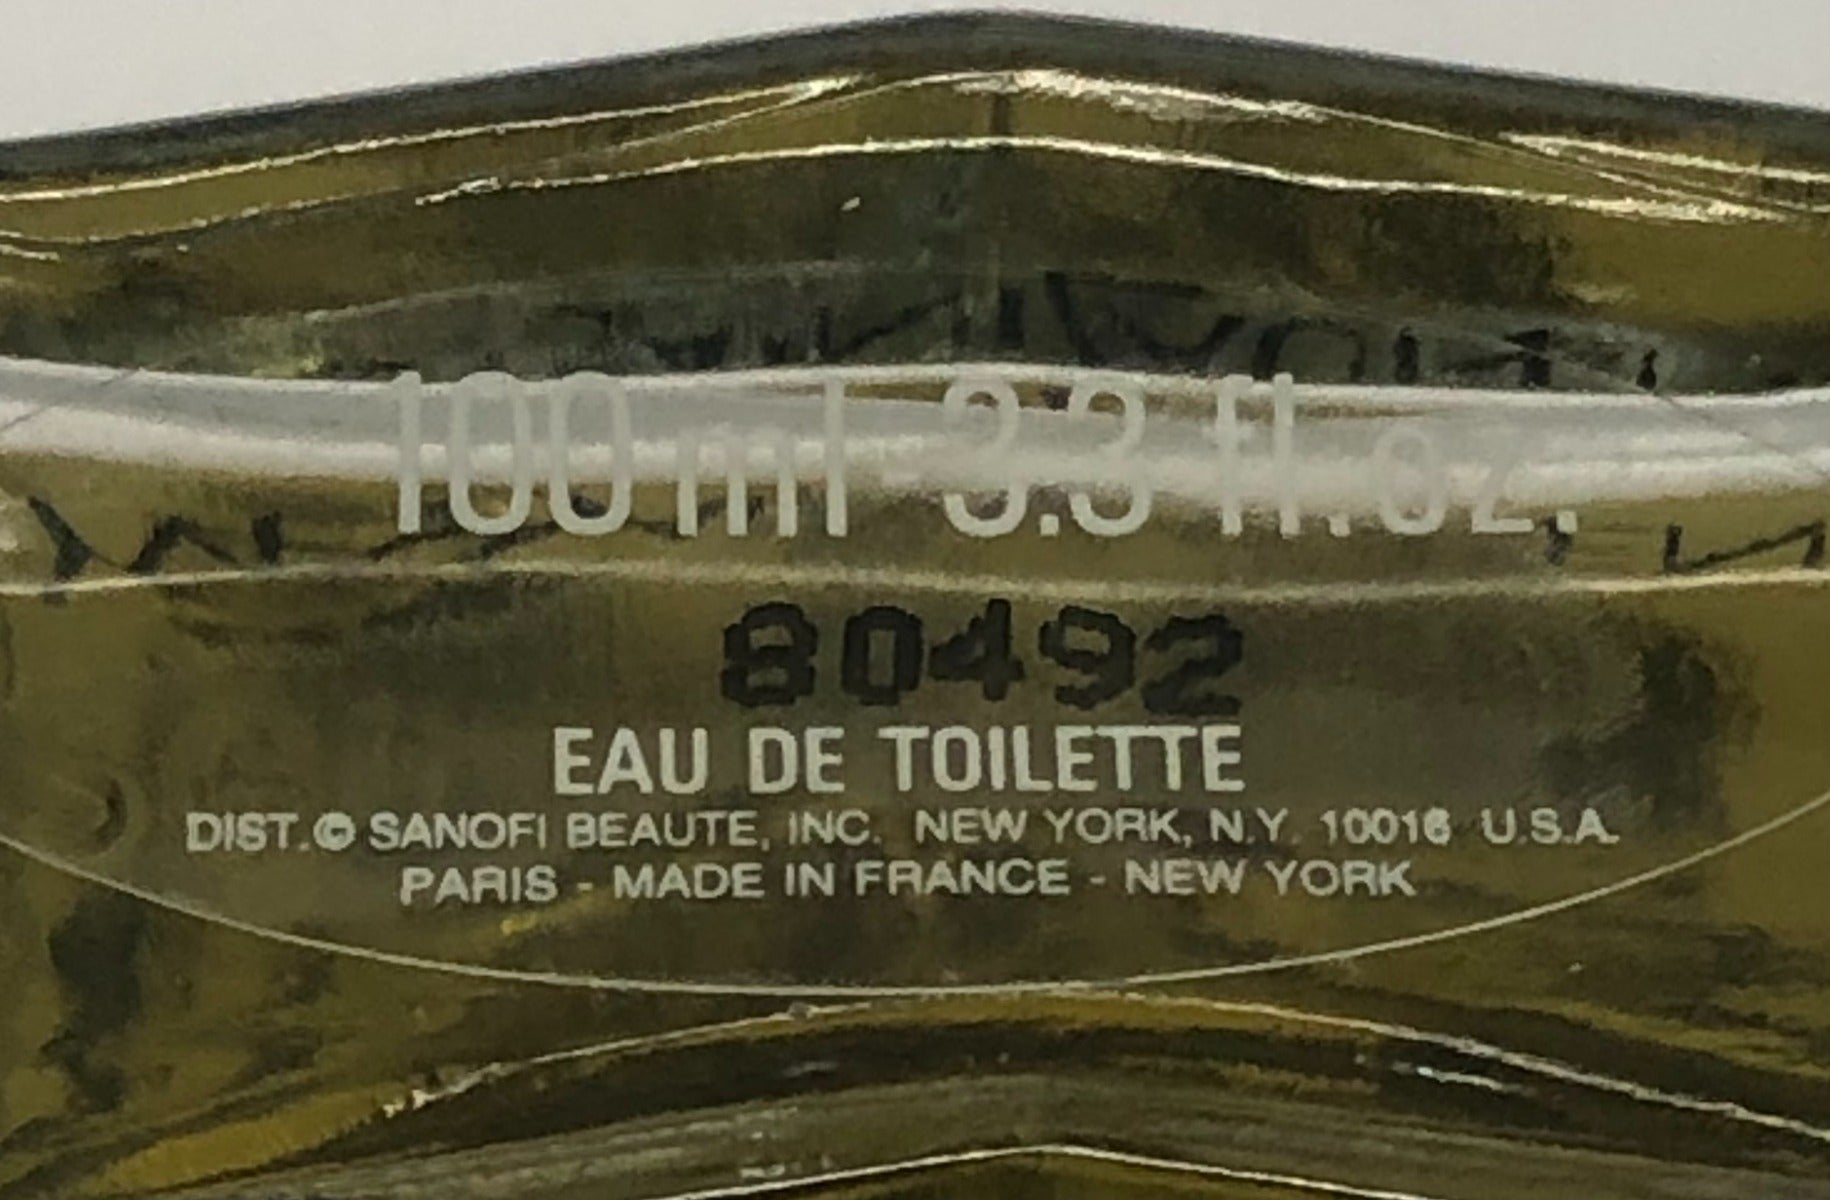 100 ml - 3.3 fl. oz.
80492
EAU DE TOILETTE
DIST. © SANOFI BEAUTE, INC. NEW YORK, N.Y. 10016 U.S.A.
PARIS - MADE IN FRANCE - NEW YORK